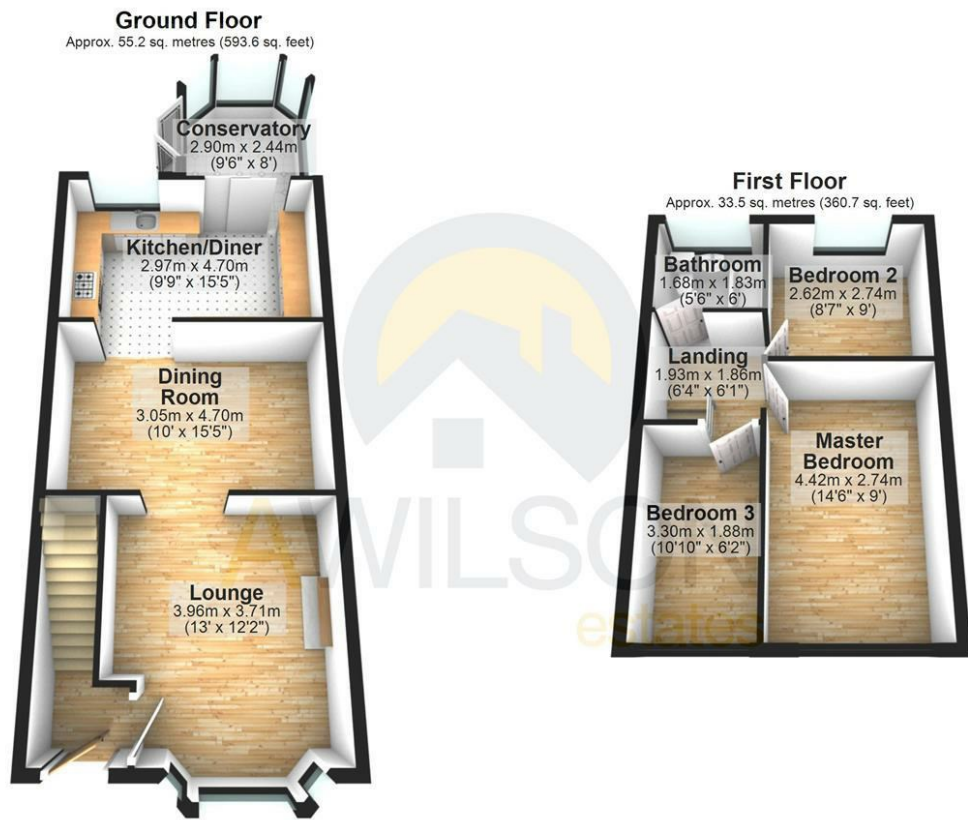 Ground Floor
Approx. 55.2 sq. metres (593.6 sq. feet)
Conservatory
2.90m x 2.44m
(9'6" x 8')
Kitchen/Diner
2.97m x 4.70m
(9'9" x 15'5")
Dining
Room
3.05m x 4.70m
(10' x 15'5")
Lounge
3.96m x 3.71m
(13' x 12'2")
First Floor
Approx. 33.5 sq. metres (360.7 sq. feet)
Bathroom
1.68m x 1.83m
(5'6" x 6')
Bedroom 2
2.62m x 2.74m
(8'7" x 9')
Landing
1.93m x 1.86m
(6'4" x 6'1")
Master
Bedroom
4.42m x 2.74m
(14'6" x 9')
Bedroom 3
3.30m x 1.88m
(10'10" x 6'2")
AWILSON
estates